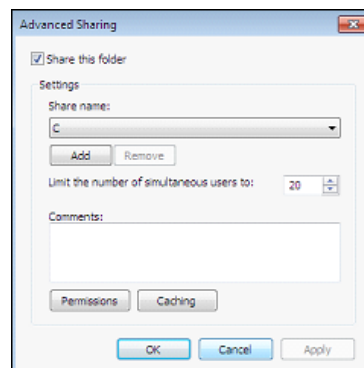 Advanced Sharing
Share this folder
Settings
Share name:
C
Add Remove
Limit the number of simultaneous users to: 20
Comments:
Permissions Caching
OK Cancel Apply